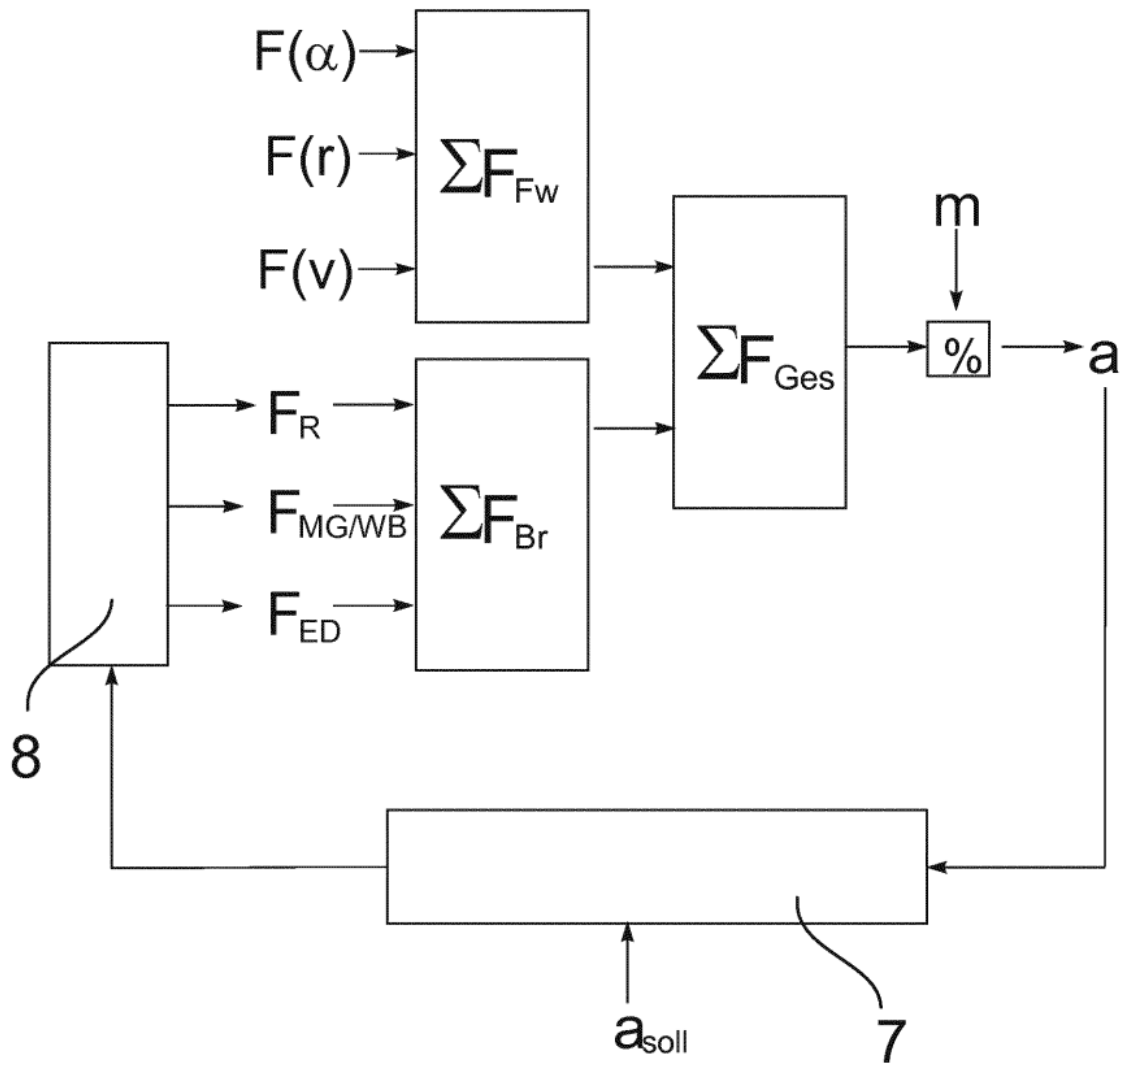 F(α)
F(r)
F(v)
ΣF_Fw
m
ΣF_Ges
%
a
F_R
F_MG/WB
F_ED
ΣF_Br
8
a_soll
7